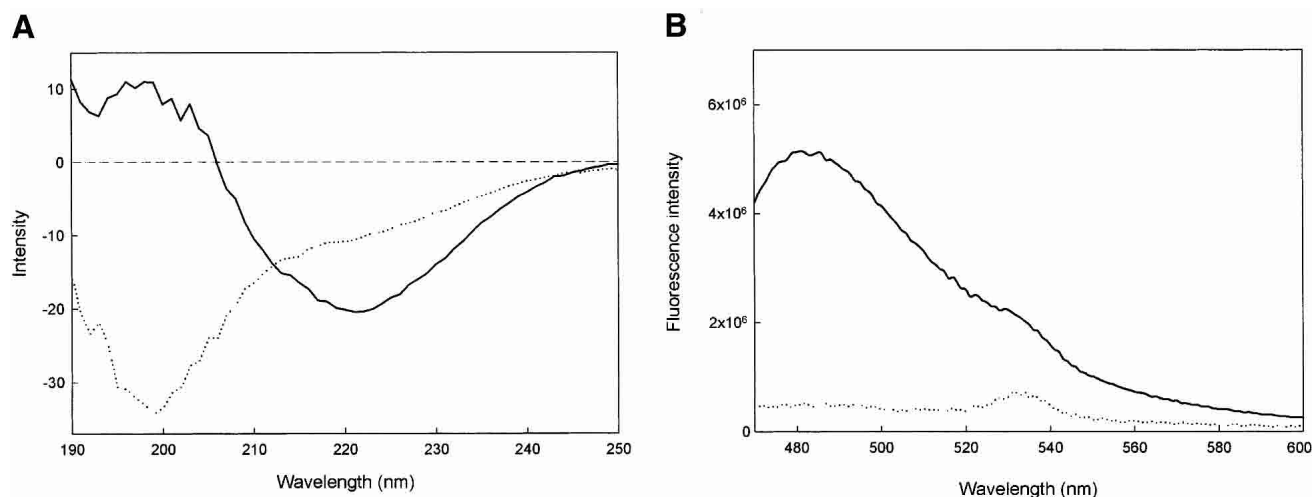 A
B
Intensity
10
0
-10
-20
-30
190
200
210
220
230
240
250
Wavelength (nm)
Fluorescence intensity
6x10⁶
4x10⁶
2x10⁶
0
480
500
520
540
560
580
600
Wavelength (nm)